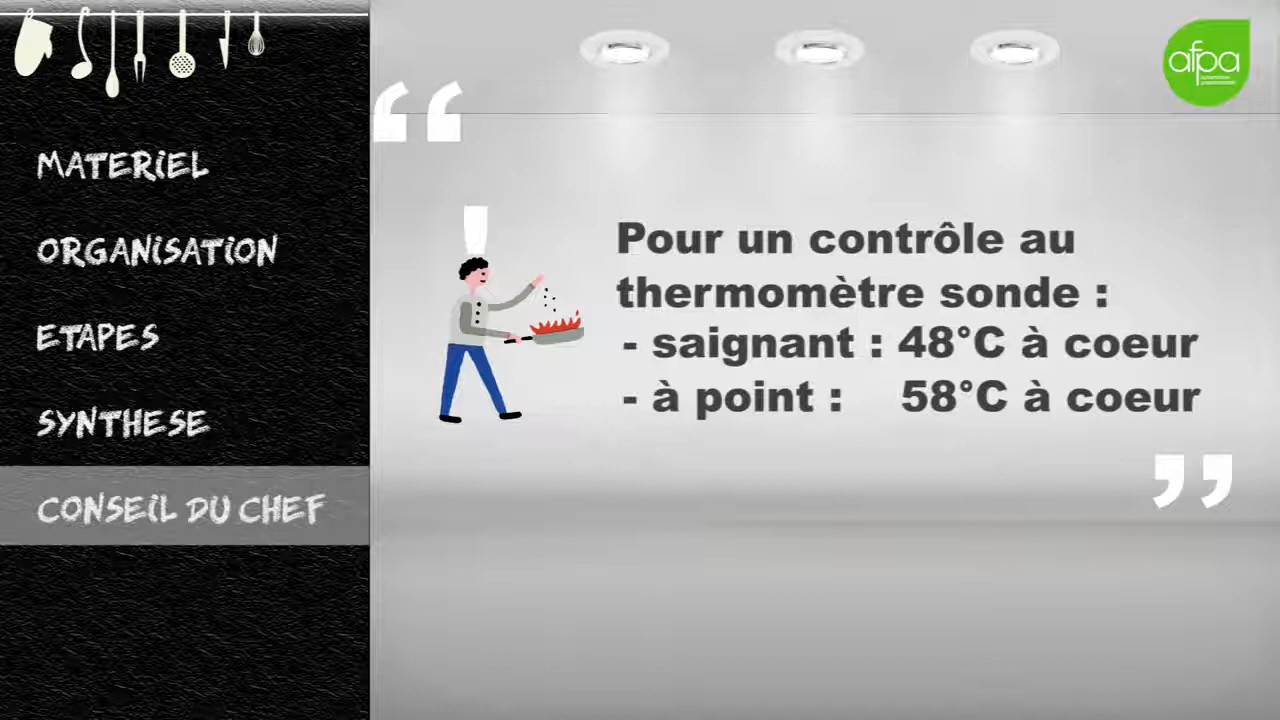 MATERIEL
ORGANISATION
ETAPES
SYNTHESE
CONSEIL DU CHEF
afpa
“
Pour un contrôle au
thermomètre sonde :
- saignant : 48°C à coeur
- à point : 58°C à coeur
”